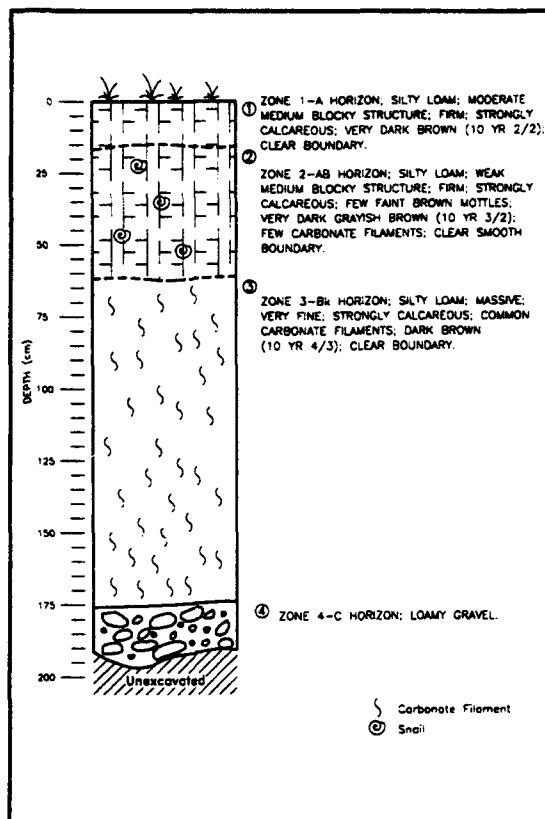 ① ZONE 1-A HORIZON; SILTY LOAM; MODERATE
MEDIUM BLOCKY STRUCTURE; FIRM; STRONGLY
CALCAREOUS; VERY DARK BROWN (10 YR 2/2);
CLEAR BOUNDARY.
② ZONE 2-AB HORIZON; SILTY LOAM; WEAK
MEDIUM BLOCKY STRUCTURE; FIRM; STRONGLY
CALCAREOUS; FEW FAINT BROWN MOTTLES;
VERY DARK GRAYISH BROWN (10 YR 3/2);
FEW CARBONATE FILAMENTS; CLEAR SMOOTH
BOUNDARY.
③ ZONE 3-Bk HORIZON; SILTY LOAM; MASSIVE;
VERY FINE; STRONGLY CALCAREOUS; COMMON
CARBONATE FILAMENTS; DARK BROWN
(10 YR 4/3); CLEAR BOUNDARY.
④ ZONE 4-C HORIZON; LOAMY GRAVEL.
DEPTH (cm)
0
25
50
75
100
125
150
175
200
Unexcavated
Carbonate Filament
Snail